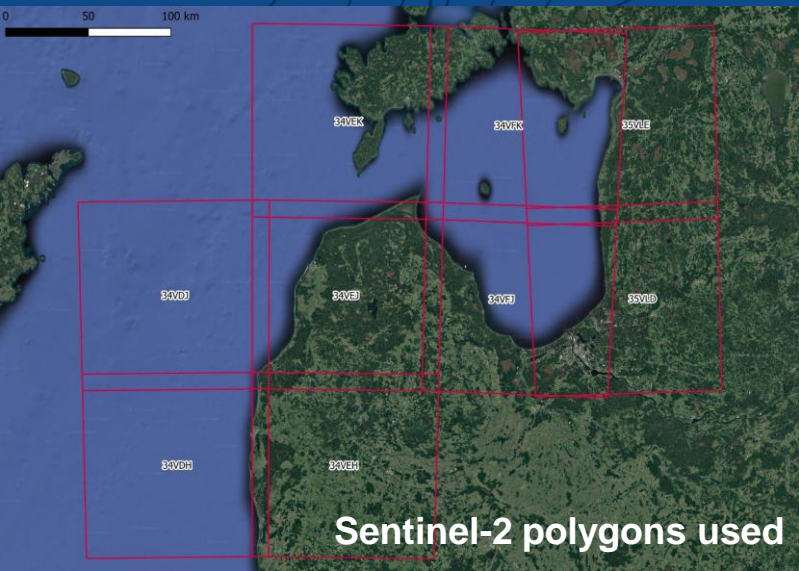 0 50 100 km
34VEK
34VFK
35VLE
34VDJ
34VEJ
34VFJ
35VLD
34VDH
34VEH
Sentinel-2 polygons used